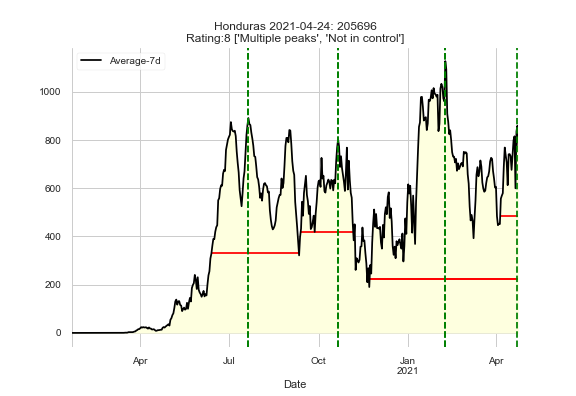 Honduras 2021-04-24: 205696
Rating:8 ['Multiple peaks', 'Not in control']
Average-7d
1000
800
600
400
200
0
Apr
Jul
Oct
Jan
2021
Apr
Date